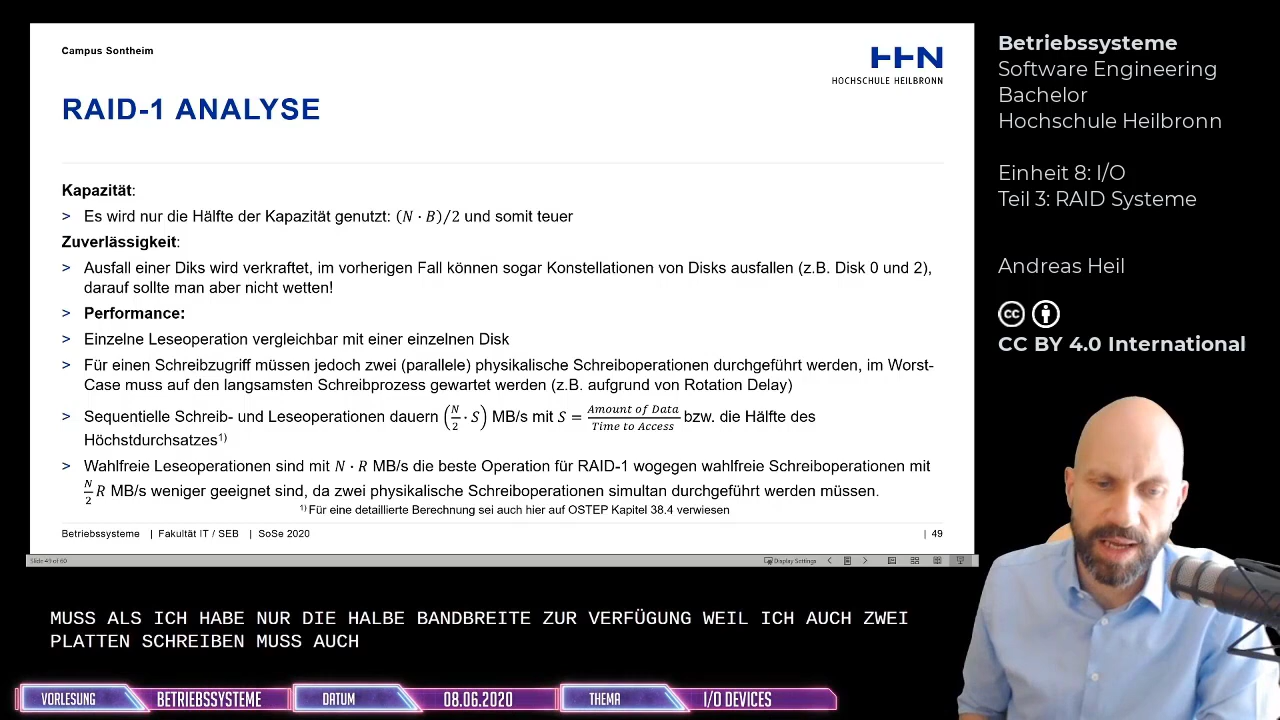 Campus Sontheim
HHN
HOCHSCHULE HEILBRONN
RAID-1 ANALYSE
Kapazität:
> Es wird nur die Hälfte der Kapazität genutzt: (N · B)/2 und somit teuer
Zuverlässigkeit:
> Ausfall einer Diks wird verkraftet, im vorherigen Fall können sogar Konstellationen von Disks ausfallen (z.B. Disk 0 und 2),
darauf sollte man aber nicht wetten!
> Performance:
> Einzelne Leseoperation vergleichbar mit einer einzelnen Disk
> Für einen Schreibzugriff müssen jedoch zwei (parallele) physikalische Schreiboperationen durchgeführt werden, im Worst-
Case muss auf den langsamsten Schreibprozess gewartet werden (z.B. aufgrund von Rotation Delay)
> Sequentielle Schreib- und Leseoperationen dauern (N/2 · S) MB/s mit S = Amount of Data/Time to Access bzw. die Hälfte des
Höchstdurchsatzes1)
> Wahlfreie Leseoperationen sind mit N · R MB/s die beste Operation für RAID-1 wogegen wahlfreie Schreiboperationen mit
N/2 R MB/s weniger geeignet sind, da zwei physikalische Schreiboperationen simultan durchgeführt werden müssen.
1) Für eine detaillierte Berechnung sei auch hier auf OSTEP Kapitel 38.4 verwiesen
Betriebssysteme | Fakultät IT / SEB | SoSe 2020 | 49
Slide 49 of 60 Display Settings
Betriebssysteme
Software Engineering
Bachelor
Hochschule Heilbronn
Einheit 8: I/O
Teil 3: RAID Systeme
Andreas Heil
cc
CC BY 4.0 International
MUSS ALS ICH HABE NUR DIE HALBE BANDBREITE ZUR VERFÜGUNG WEIL ICH AUCH ZWEI
PLATTEN SCHREIBEN MUSS AUCH
VORLESUNG BETRIEBSSYSTEME DATUM 08.06.2020 THEMA I/O DEVICES